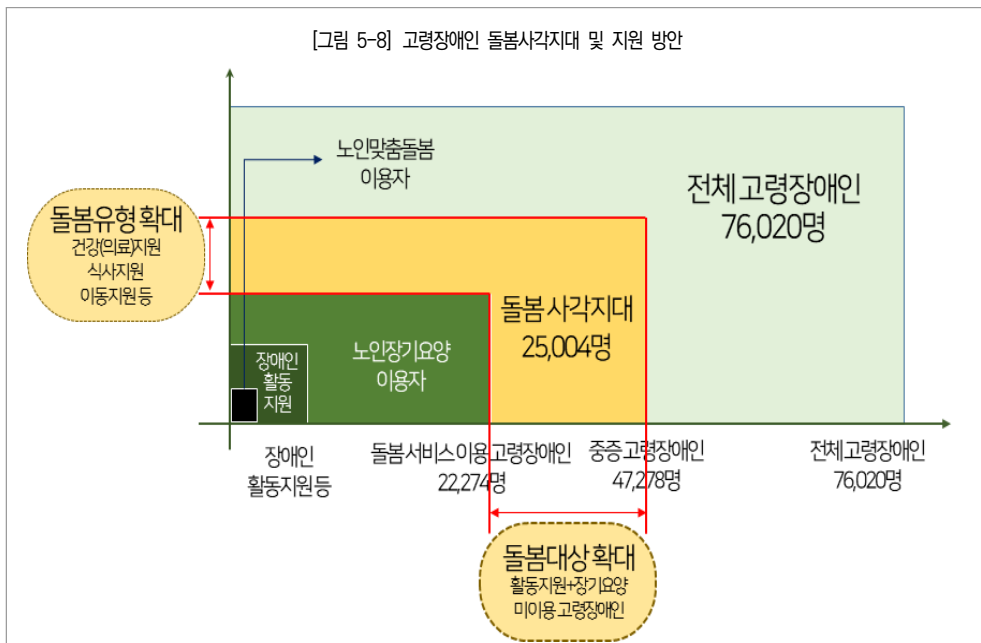 [그림 5-8] 고령장애인 돌봄사각지대 및 지원 방안
노인맞춤돌봄
이용자
전체 고령장애인
76,020명
돌봄유형 확대
건강(의료)지원
식사지원
이동지원 등
돌봄 사각지대
25,004명
노인장기요양
이용자
장애인
활동
지원
장애인
활동지원 등
돌봄 서비스 이용 고령장애인
22,274명
중증 고령장애인
47,278명
전체 고령장애인
76,020명
돌봄대상 확대
활동지원+장기요양
미이용 고령장애인